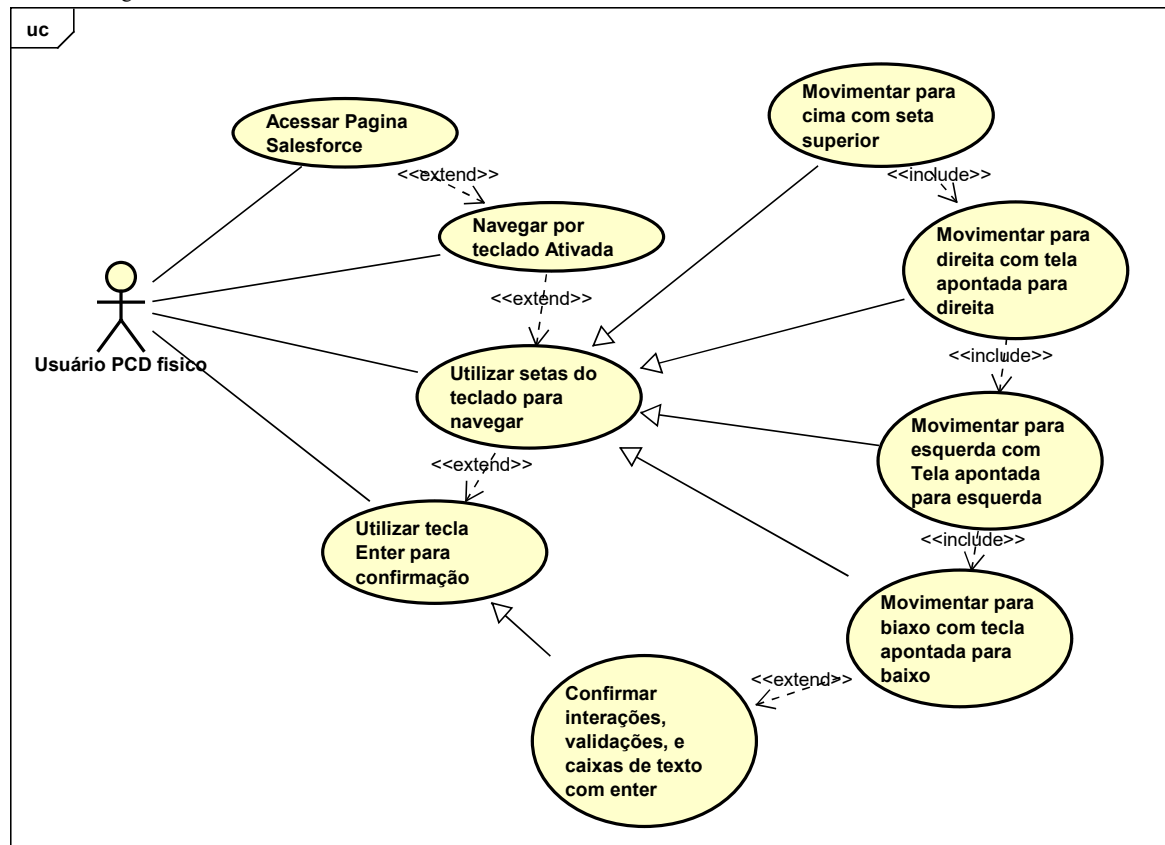 uc
Acessar Pagina
Salesforce
<<extend>>
Navegar por
teclado Ativada
<<extend>>
Usuário PCD fisico
Utilizar setas do
teclado para
navegar
<<extend>>
Utilizar tecla
Enter para
confirmação
Movimentar para
cima com seta
superior
<<include>>
Movimentar para
direita com tela
apontada para
direita
<<include>>
Movimentar para
esquerda com
Tela apontada
para esquerda
<<include>>
Movimentar para
biaxo com tecla
apontada para
baixo
<<extend>>
Confirmar
interações,
validações, e
caixas de texto
com enter